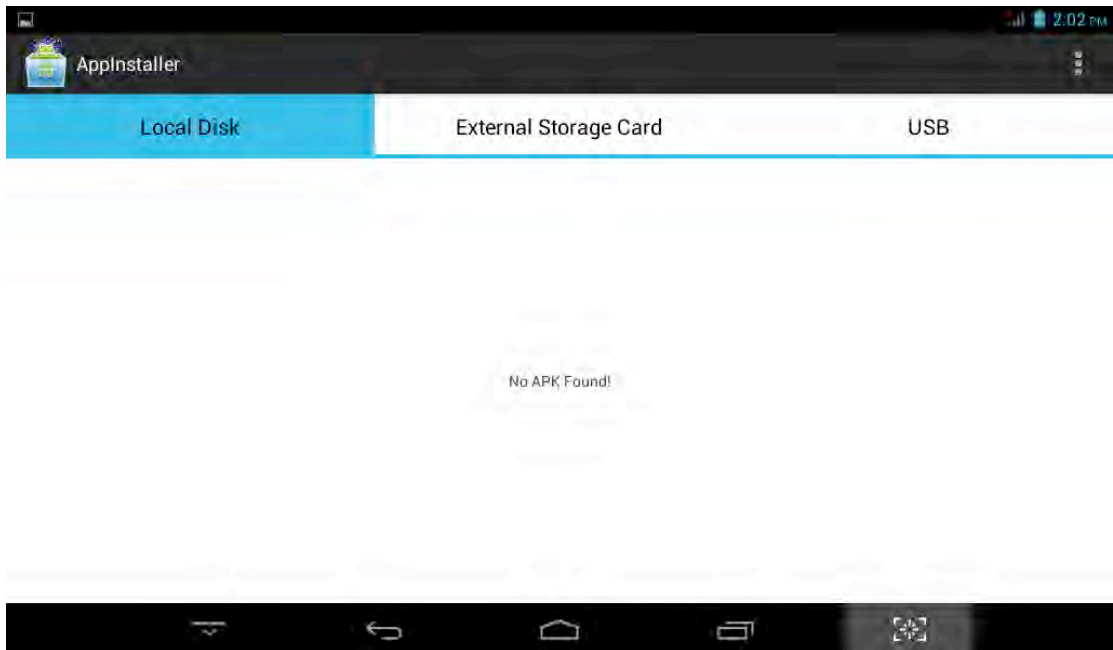 2:02 PM
AppInstaller
Local Disk
External Storage Card
USB
No APK Found!